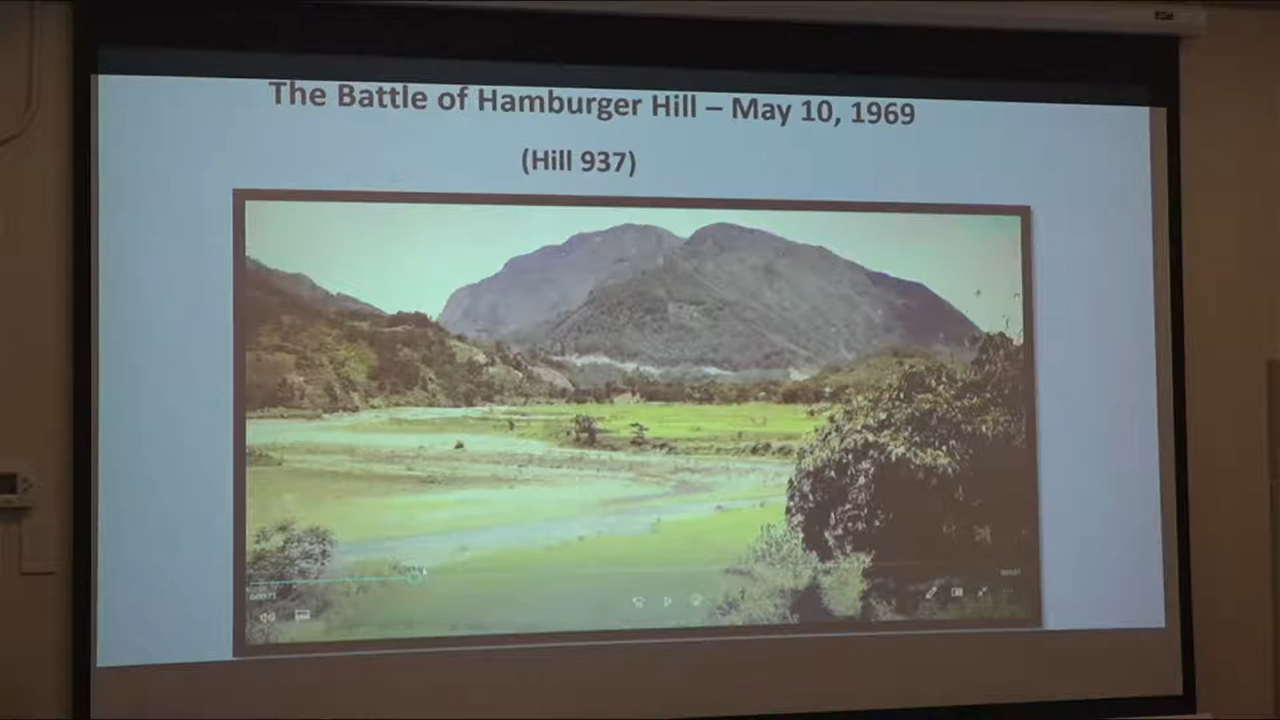 The Battle of Hamburger Hill – May 10, 1969
(Hill 937)